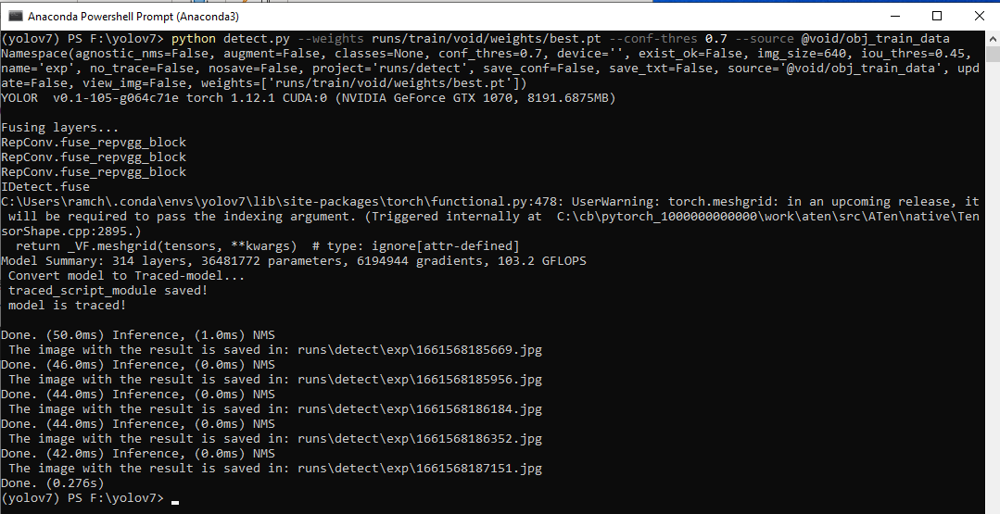 Anaconda Powershell Prompt (Anaconda3)
(yolov7) PS F:\yolov7> python detect.py --weights runs/train/void/weights/best.pt --conf-thres 0.7 --source @void/obj_train_data
Namespace(agnostic_nms=False, augment=False, classes=None, conf_thres=0.7, device='', exist_ok=False, img_size=640, iou_thres=0.45,
name='exp', no_trace=False, nosave=False, project='runs/detect', save_conf=False, save_txt=False, source='@void/obj_train_data', upd
ate=False, view_img=False, weights=['runs/train/void/weights/best.pt'])
YOLOR  v0.1-105-g064c71e torch 1.12.1 CUDA:0 (NVIDIA GeForce GTX 1070, 8191.6875MB)
Fusing layers...
RepConv.fuse_repvgg_block
RepConv.fuse_repvgg_block
RepConv.fuse_repvgg_block
IDetect.fuse
C:\Users\ramch\.conda\envs\yolov7\lib\site-packages\torch\functional.py:478: UserWarning: torch.meshgrid: in an upcoming release, it
 will be required to pass the indexing argument. (Triggered internally at  C:\cb\pytorch_1000000000000\work\aten\src\ATen\native\Ten
sorShape.cpp:2895.)
  return _VF.meshgrid(tensors, **kwargs)  # type: ignore[attr-defined]
Model Summary: 314 layers, 36481772 parameters, 6194944 gradients, 103.2 GFLOPS
 Convert model to Traced-model...
 traced_script_module saved!
 model is traced!
Done. (50.0ms) Inference, (1.0ms) NMS
 The image with the result is saved in: runs\detect\exp\1661568185669.jpg
Done. (46.0ms) Inference, (0.0ms) NMS
 The image with the result is saved in: runs\detect\exp\1661568185956.jpg
Done. (44.0ms) Inference, (0.0ms) NMS
 The image with the result is saved in: runs\detect\exp\1661568186184.jpg
Done. (44.0ms) Inference, (0.0ms) NMS
 The image with the result is saved in: runs\detect\exp\1661568186352.jpg
Done. (42.0ms) Inference, (0.0ms) NMS
 The image with the result is saved in: runs\detect\exp\1661568187151.jpg
Done. (0.276s)
(yolov7) PS F:\yolov7>